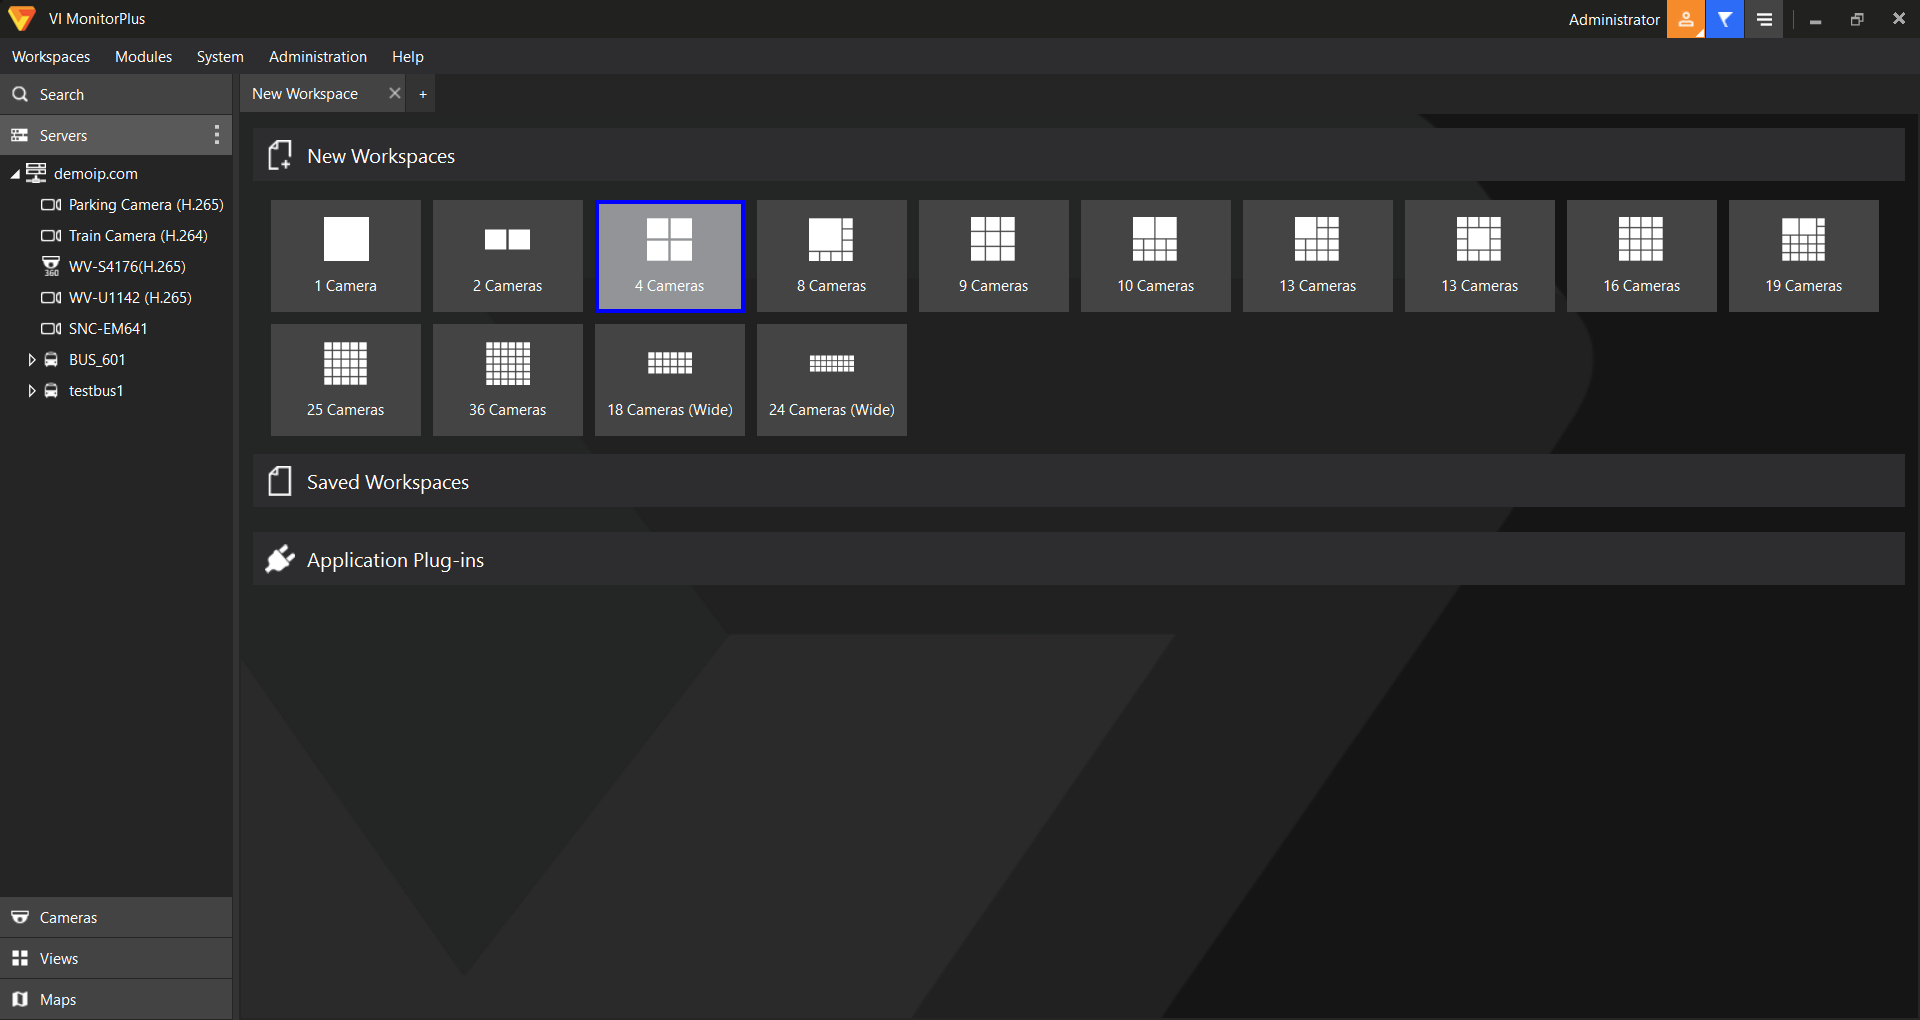 VI MonitorPlus
Administrator
Workspaces Modules System Administration Help
Search
New Workspace
+
Servers
demoip.com
Parking Camera (H.265)
Train Camera (H.264)
360
WV-S4176(H.265)
WV-U1142 (H.265)
SNC-EM641
BUS_601
testbus1
Cameras
Views
Maps
New Workspaces
1 Camera
2 Cameras
4 Cameras
8 Cameras
9 Cameras
10 Cameras
13 Cameras
13 Cameras
16 Cameras
19 Cameras
25 Cameras
36 Cameras
18 Cameras (Wide)
24 Cameras (Wide)
Saved Workspaces
Application Plug-ins